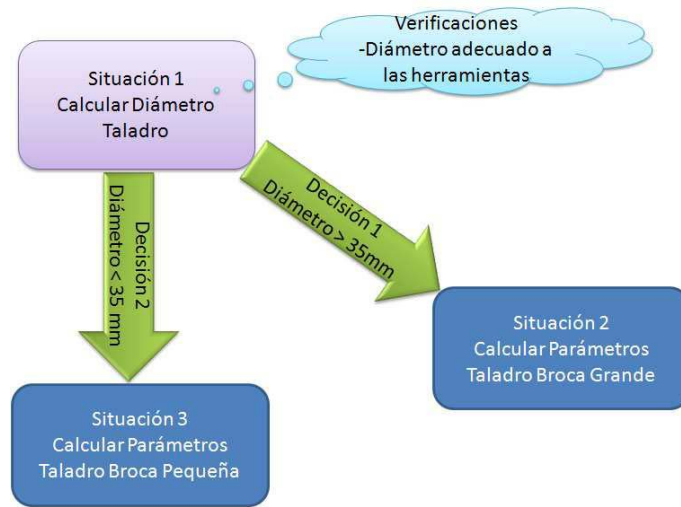 Verificaciones
-Diámetro adecuado a
las herramientas
Situación 1
Calcular Diámetro
Taladro
Decisión 1
Diámetro > 35mm
Decisión 2
Diámetro < 35 mm
Situación 2
Calcular Parámetros
Taladro Broca Grande
Situación 3
Calcular Parámetros
Taladro Broca Pequeña